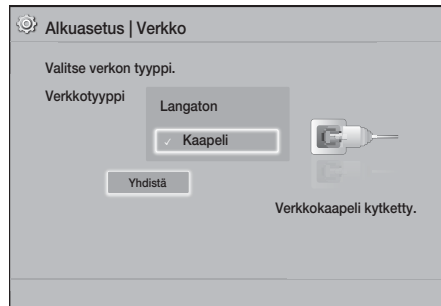 Alkuasetus | Verkko
Valitse verkon tyyppi.
Verkkotyyppi
Langaton
✓ Kaapeli
Yhdistä
Verkkokaapeli kytketty.